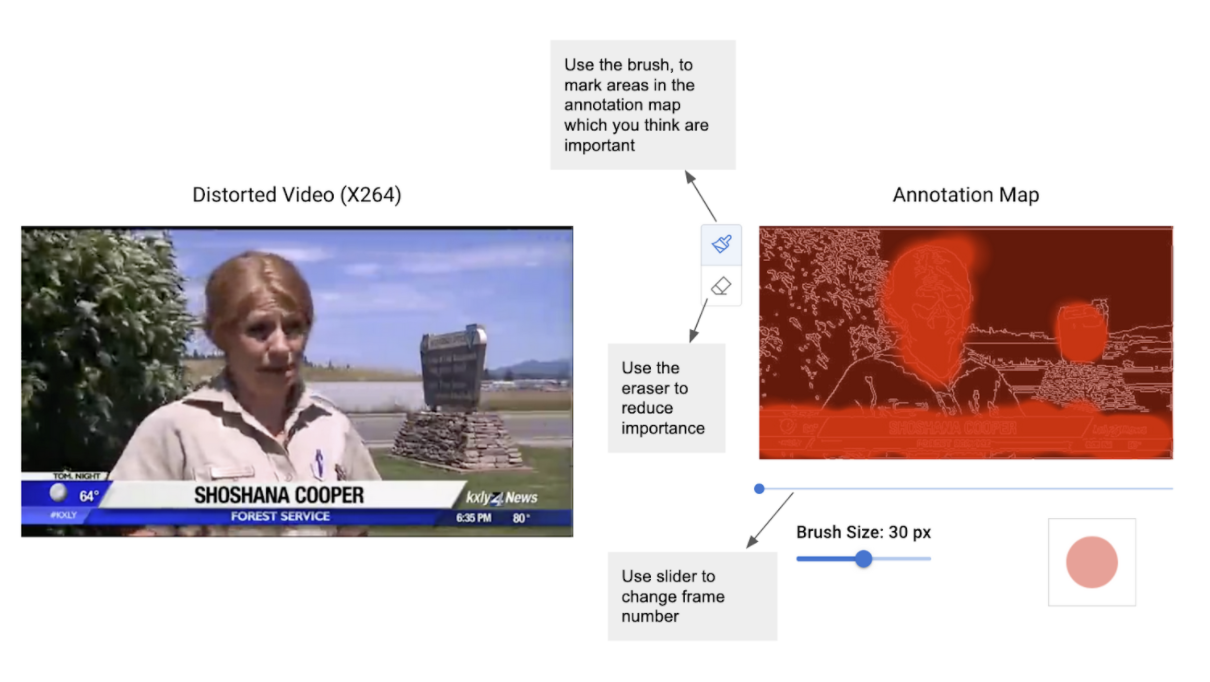 Use the brush, to
mark areas in the
annotation map
which you think are
important
Distorted Video (X264)
Annotation Map
TOM. NIGHT
64°
#KXLY
SHOSHANA COOPER
FOREST SERVICE
kxly4 News
6:35 PM 80°
Use the
eraser to
reduce
importance
SHOSHANA COOPER
Brush Size: 30 px
Use slider to
change frame
number